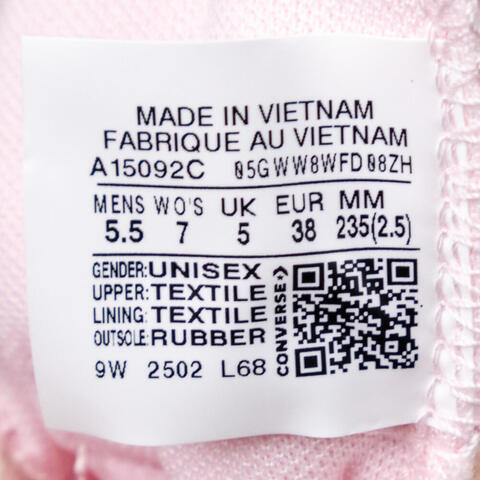 MADE IN VIETNAM
FABRIQUE AU VIETNAM
A15092C 05GWW8WFD08ZH
MENS WO'S UK EUR MM
5.5 7 5 38 235(2.5)
GENDER: UNISEX
UPPER: TEXTILE
LINING: TEXTILE
OUTSOLE: RUBBER
9W 2502 L68
CONVERSE